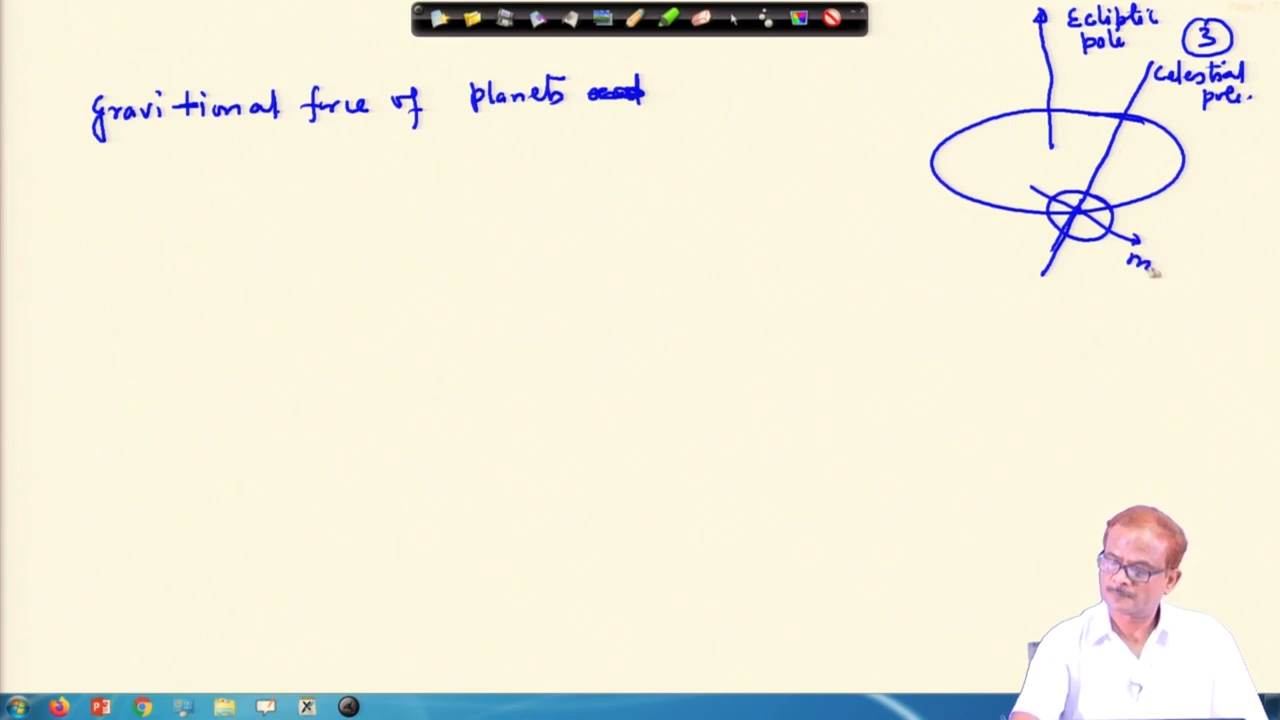 Ecliptic
pole
3
Celestial
pole.
gravitional force of planets
m